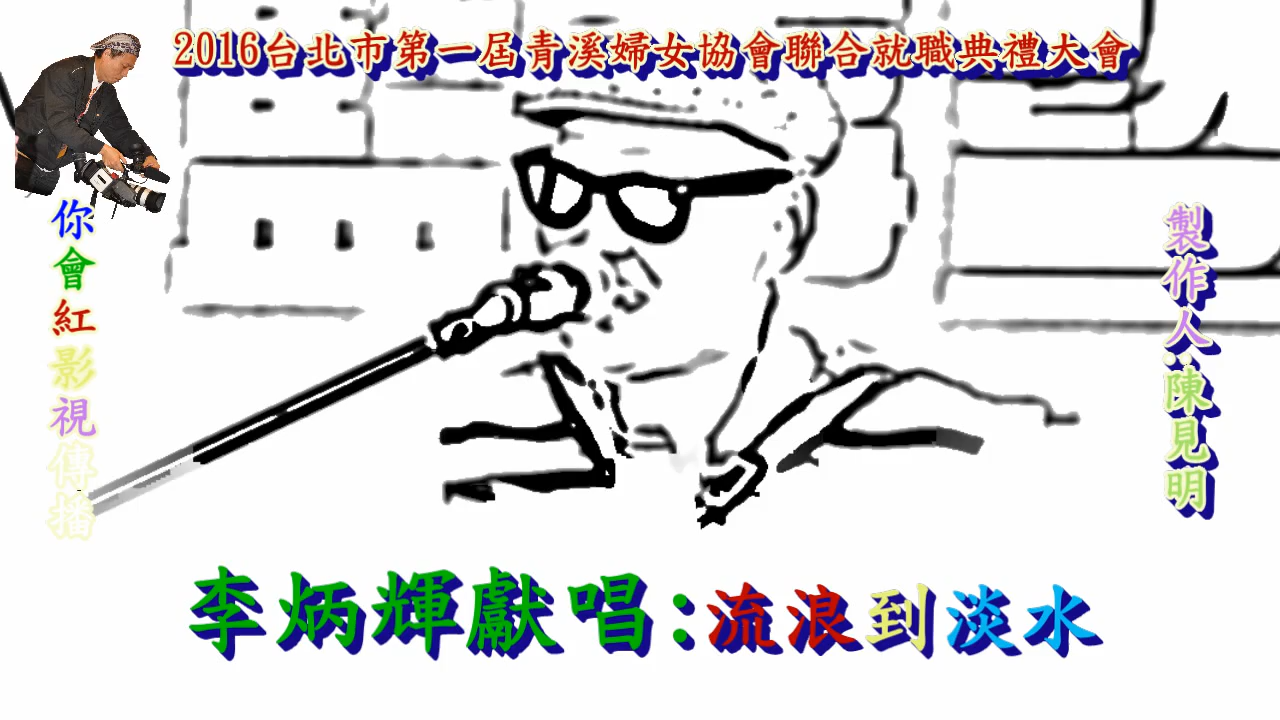 2016台北市第一屆青溪婦女協會聯合就職典禮大會
你會紅影視傳播
製作人:陳見明
李炳輝獻唱:流浪到淡水